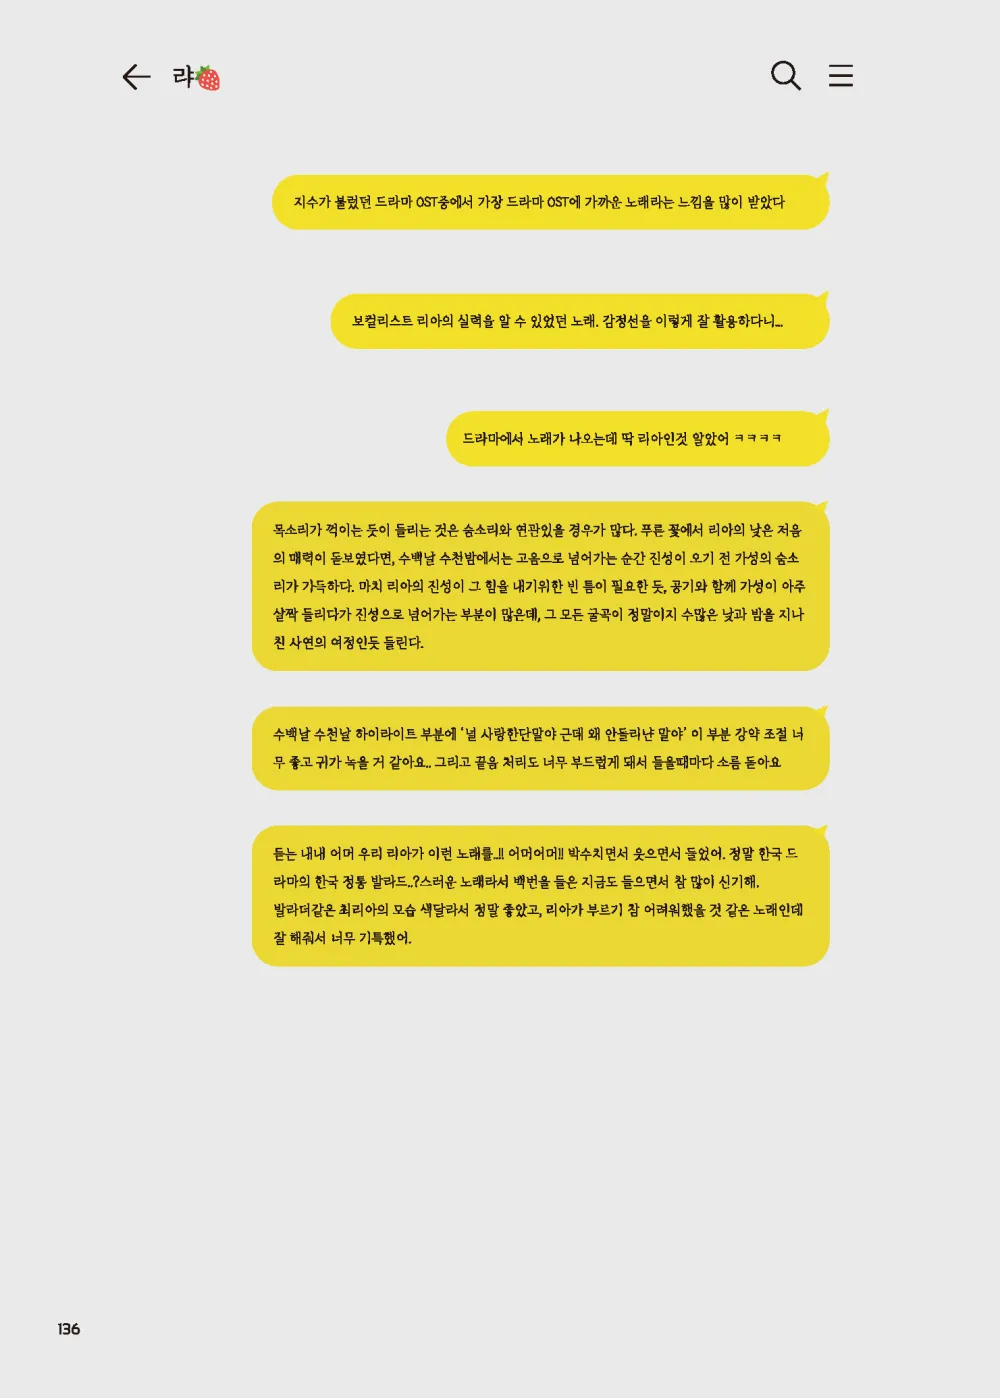 랴
지수가 불렀던 드라마 OST중에서 가장 드라마 OST에 가까운 노래라는 느낌을 많이 받았다
보컬리스트 리아의 실력을 알 수 있었던 노래. 감정선을 이렇게 잘 활용하다니...
드라마에서 노래가 나오는데 딱 리아인것 알았어 ㅋㅋㅋㅋ
목소리가 꺽이는 듯이 들리는 것은 숨소리와 연관있을 경우가 많다. 푸른 꽃에서 리아의 낮은 저음
의 매력이 돋보였다면, 수백날 수천밤에서는 고음으로 넘어가는 순간 진성이 오기 전 가성의 숨소
리가 가득하다. 마치 리아의 진성이 그 힘을 내기위한 빈 틈이 필요한 듯, 공기와 함께 가성이 아주
살짝 들리다가 진성으로 넘어가는 부분이 많은데, 그 모든 굴곡이 정말이지 수많은 낮과 밤을 지나
친 사연의 여정인듯 들린다.
수백날 수천날 하이라이트 부분에 ‘널 사랑한단말야 근데 왜 안돌라냔 말야’ 이 부분 강약 조절 너
무 좋고 귀가 녹을 거 같아요.. 그리고 끝음 처리도 너무 부드럽게 돼서 들을때마다 소름 돋아요
듣는 내내 어머 우리 리아가 이런 노래를..!! 어머어머!! 박수치면서 웃으면서 들었어. 정말 한국 드
라마의 한국 정통 발라드..?스러운 노래라서 백번을 들은 지금도 들으면서 참 많이 신기해.
발라더같은 최리아의 모습 색달라서 정말 좋았고, 리아가 부르기 참 어려워했을 것 같은 노래인데
잘 해줘서 너무 기특했어.
136